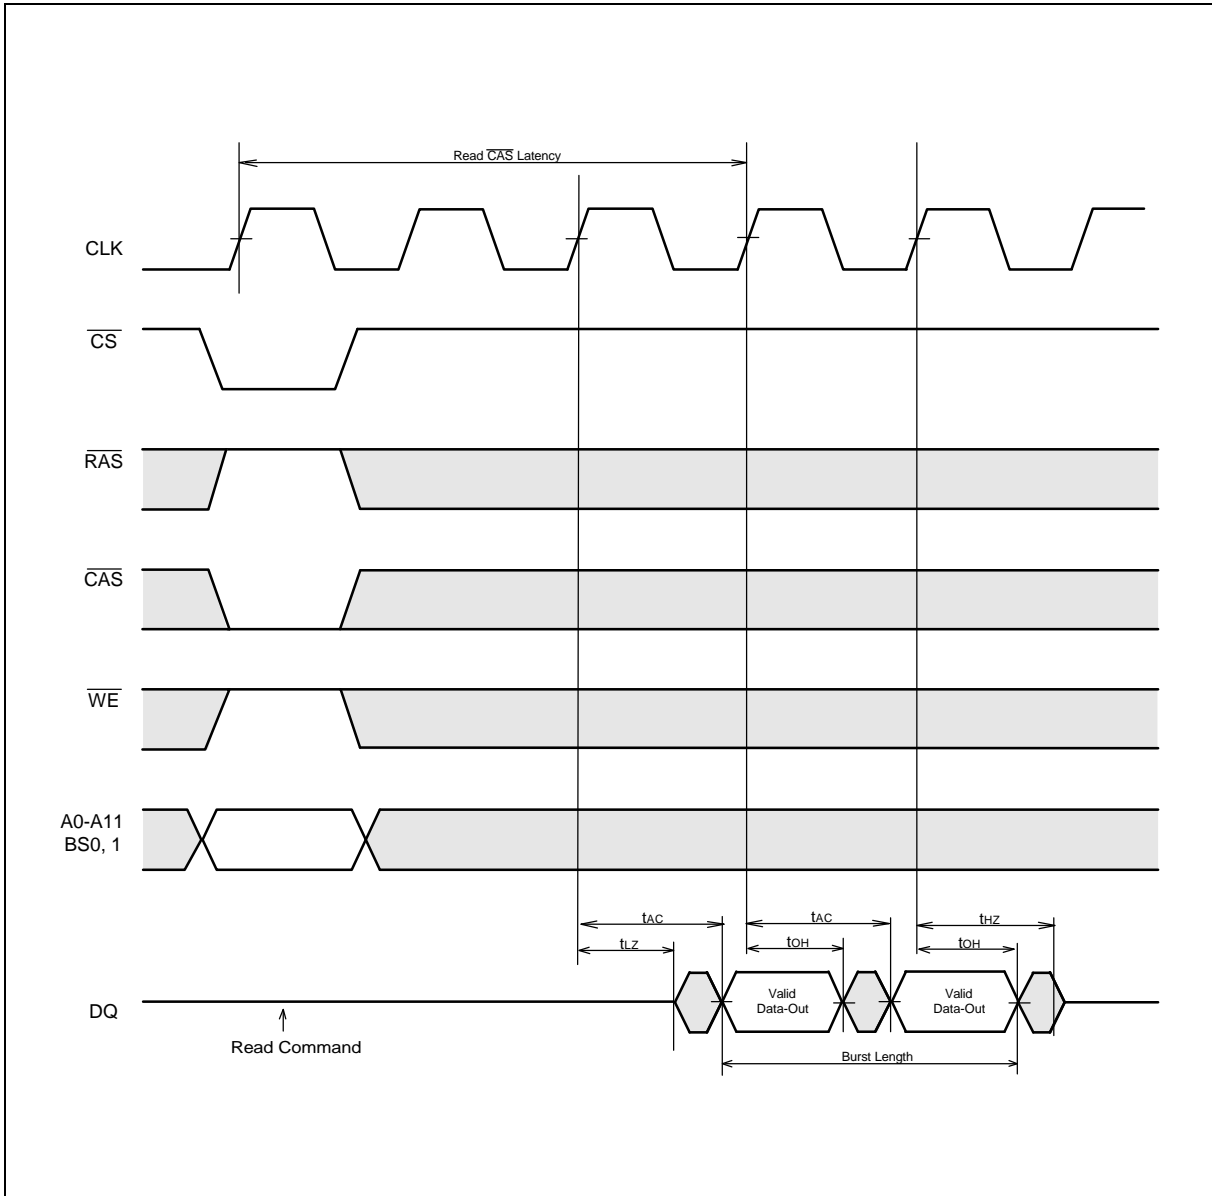 Read CAS Latency
CLK
CS
RAS
CAS
WE
A0-A11
BS0, 1
tAC
tAC
tHZ
tLZ
tOH
tOH
DQ
Valid
Data-Out
Valid
Data-Out
Read Command
Burst Length